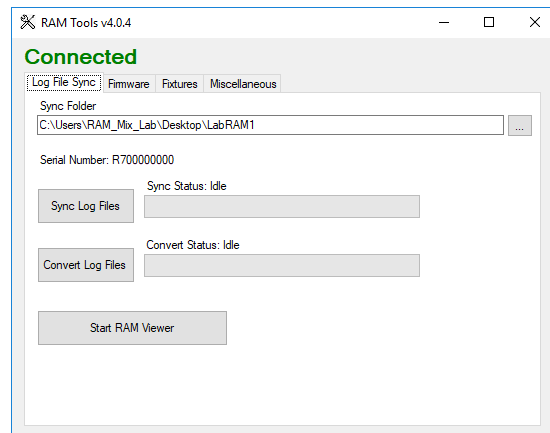 RAM Tools v4.0.4
Connected
Log File Sync Firmware Fixtures Miscellaneous
Sync Folder
C:\Users\RAM_Mix_Lab\Desktop\LabRAM1 ...
Serial Number: R700000000
Sync Status: Idle
Sync Log Files
Convert Status: Idle
Convert Log Files
Start RAM Viewer